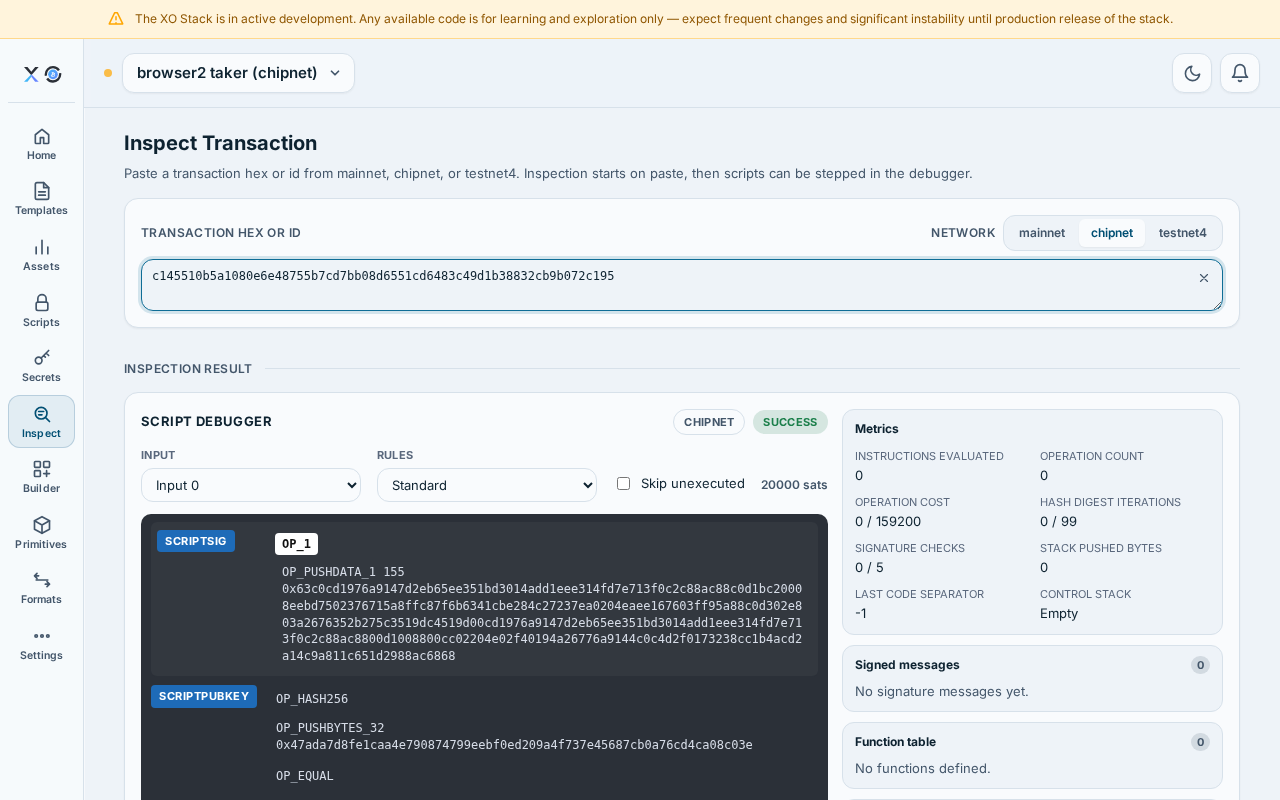 The XO Stack is in active development. Any available code is for learning and exploration only — expect frequent changes and significant instability until production release of the stack.
browser2 taker (chipnet)
Home
Templates
Assets
Scripts
Secrets
Inspect
Builder
Primitives
Formats
Settings
Inspect Transaction
Paste a transaction hex or id from mainnet, chipnet, or testnet4. Inspection starts on paste, then scripts can be stepped in the debugger.
TRANSACTION HEX OR ID
NETWORK
mainnet
chipnet
testnet4
c145510b5a1080e6e48755b7cd7bb08d6551cd6483c49d1b38832cb9b072c195
INSPECTION RESULT
SCRIPT DEBUGGER
CHIPNET
SUCCESS
INPUT
RULES
Input 0
Standard
Skip unexecuted
20000 sats
SCRIPTSIG
OP_1
OP_PUSHDATA_1 155
0x63c0cd1976a9147d2eb65ee351bd3014add1eee314fd7e713f0c2c88ac88c0d1bc2000
8eebd7502376715a8ffc87f6b6341cbe284c27237ea0204eaee167603ff95a88c0d302e8
03a2676352b275c3519dc4519d00cd1976a9147d2eb65ee351bd3014add1eee314fd7e71
3f0c2c88ac8800d1008800cc02204e02f40194a26776a9144c0c4d2f0173238cc1b4acd2
a14c9a811c651d2988ac6868
SCRIPTPUBKEY
OP_HASH256
OP_PUSHBYTES_32
0x47ada7d8fe1caa4e790874799eebf0ed209a4f737e45687cb0a76cd4ca08c03e
OP_EQUAL
Metrics
INSTRUCTIONS EVALUATED
0
OPERATION COUNT
0
OPERATION COST
0 / 159200
HASH DIGEST ITERATIONS
0 / 99
SIGNATURE CHECKS
0 / 5
STACK PUSHED BYTES
0
LAST CODE SEPARATOR
-1
CONTROL STACK
Empty
Signed messages
0
No signature messages yet.
Function table
0
No functions defined.